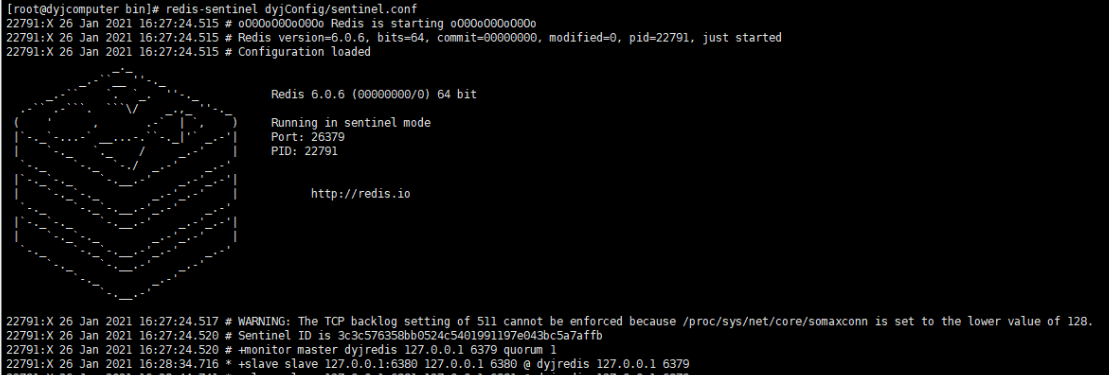 [root@dyjcomputer bin]# redis-sentinel dyjConfig/sentinel.conf
22791:X 26 Jan 2021 16:27:24.515 # oO0OoO0OoO0Oo Redis is starting oO0OoO0OoO0Oo
22791:X 26 Jan 2021 16:27:24.515 # Redis version=6.0.6, bits=64, commit=00000000, modified=0, pid=22791, just started
22791:X 26 Jan 2021 16:27:24.515 # Configuration loaded
Redis 6.0.6 (00000000/0) 64 bit
Running in sentinel mode
Port: 26379
PID: 22791
http://redis.io
22791:X 26 Jan 2021 16:27:24.517 # WARNING: The TCP backlog setting of 511 cannot be enforced because /proc/sys/net/core/somaxconn is set to the lower value of 128.
22791:X 26 Jan 2021 16:27:24.520 # Sentinel ID is 3c3c576358bb0524c5401991197e043bc5a7affb
22791:X 26 Jan 2021 16:27:24.520 # +monitor master dyjredis 127.0.0.1 6379 quorum 1
22791:X 26 Jan 2021 16:28:34.716 * +slave slave 127.0.0.1:6380 127.0.0.1 6380 @ dyjredis 127.0.0.1 6379